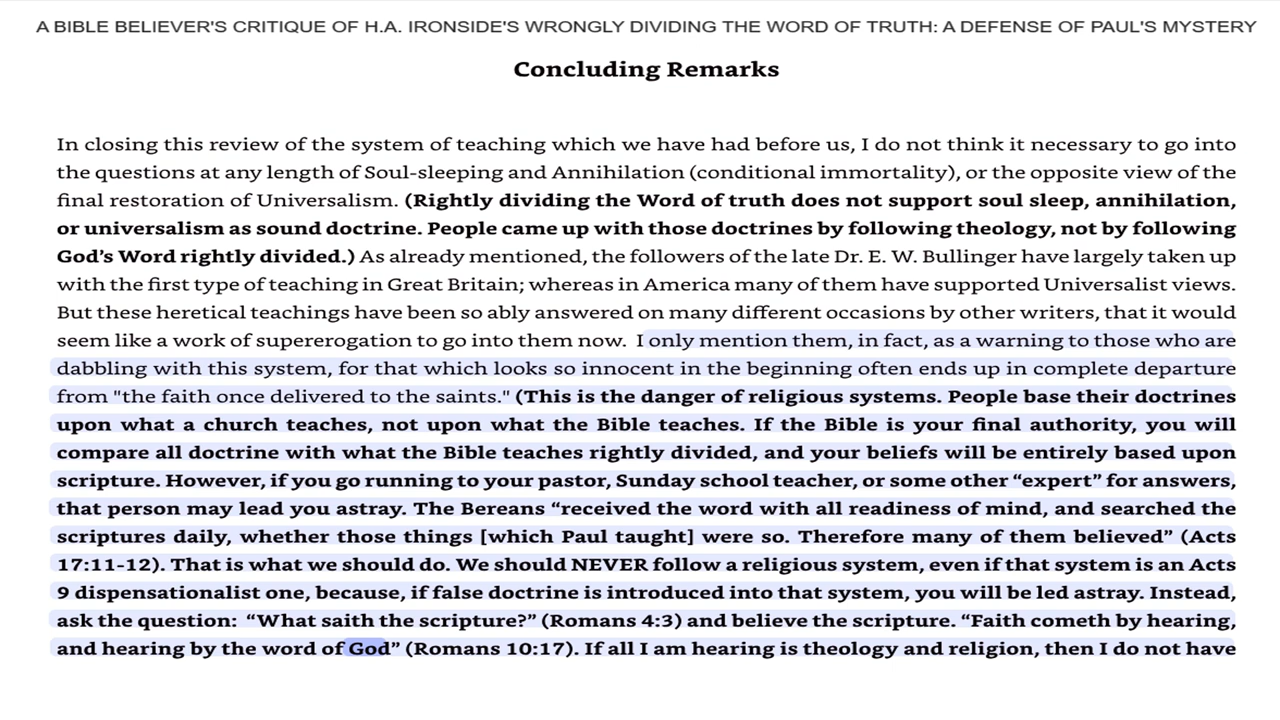 A BIBLE BELIEVER'S CRITIQUE OF H.A. IRONSIDE'S WRONGLY DIVIDING THE WORD OF TRUTH: A DEFENSE OF PAUL'S MYSTERY
Concluding Remarks
In closing this review of the system of teaching which we have had before us, I do not think it necessary to go into
the questions at any length of Soul-sleeping and Annihilation (conditional immortality), or the opposite view of the
final restoration of Universalism. (Rightly dividing the Word of truth does not support soul sleep, annihilation,
or universalism as sound doctrine. People came up with those doctrines by following theology, not by following
God’s Word rightly divided.) As already mentioned, the followers of the late Dr. E. W. Bullinger have largely taken up
with the first type of teaching in Great Britain; whereas in America many of them have supported Universalist views.
But these heretical teachings have been so ably answered on many different occasions by other writers, that it would
seem like a work of supererogation to go into them now. I only mention them, in fact, as a warning to those who are
dabbling with this system, for that which looks so innocent in the beginning often ends up in complete departure
from "the faith once delivered to the saints." (This is the danger of religious systems. People base their doctrines
upon what a church teaches, not upon what the Bible teaches. If the Bible is your final authority, you will
compare all doctrine with what the Bible teaches rightly divided, and your beliefs will be entirely based upon
scripture. However, if you go running to your pastor, Sunday school teacher, or some other “expert” for answers,
that person may lead you astray. The Bereans “received the word with all readiness of mind, and searched the
scriptures daily, whether those things [which Paul taught] were so. Therefore many of them believed” (Acts
17:11-12). That is what we should do. We should NEVER follow a religious system, even if that system is an Acts
9 dispensationalist one, because, if false doctrine is introduced into that system, you will be led astray. Instead,
ask the question: “What saith the scripture?” (Romans 4:3) and believe the scripture. “Faith cometh by hearing,
and hearing by the word of God” (Romans 10:17). If all I am hearing is theology and religion, then I do not have